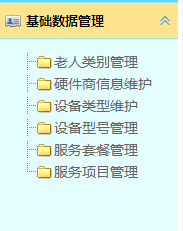 基础数据管理
老人类别管理
硬件商信息维护
设备类型维护
设备型号管理
服务套餐管理
服务项目管理